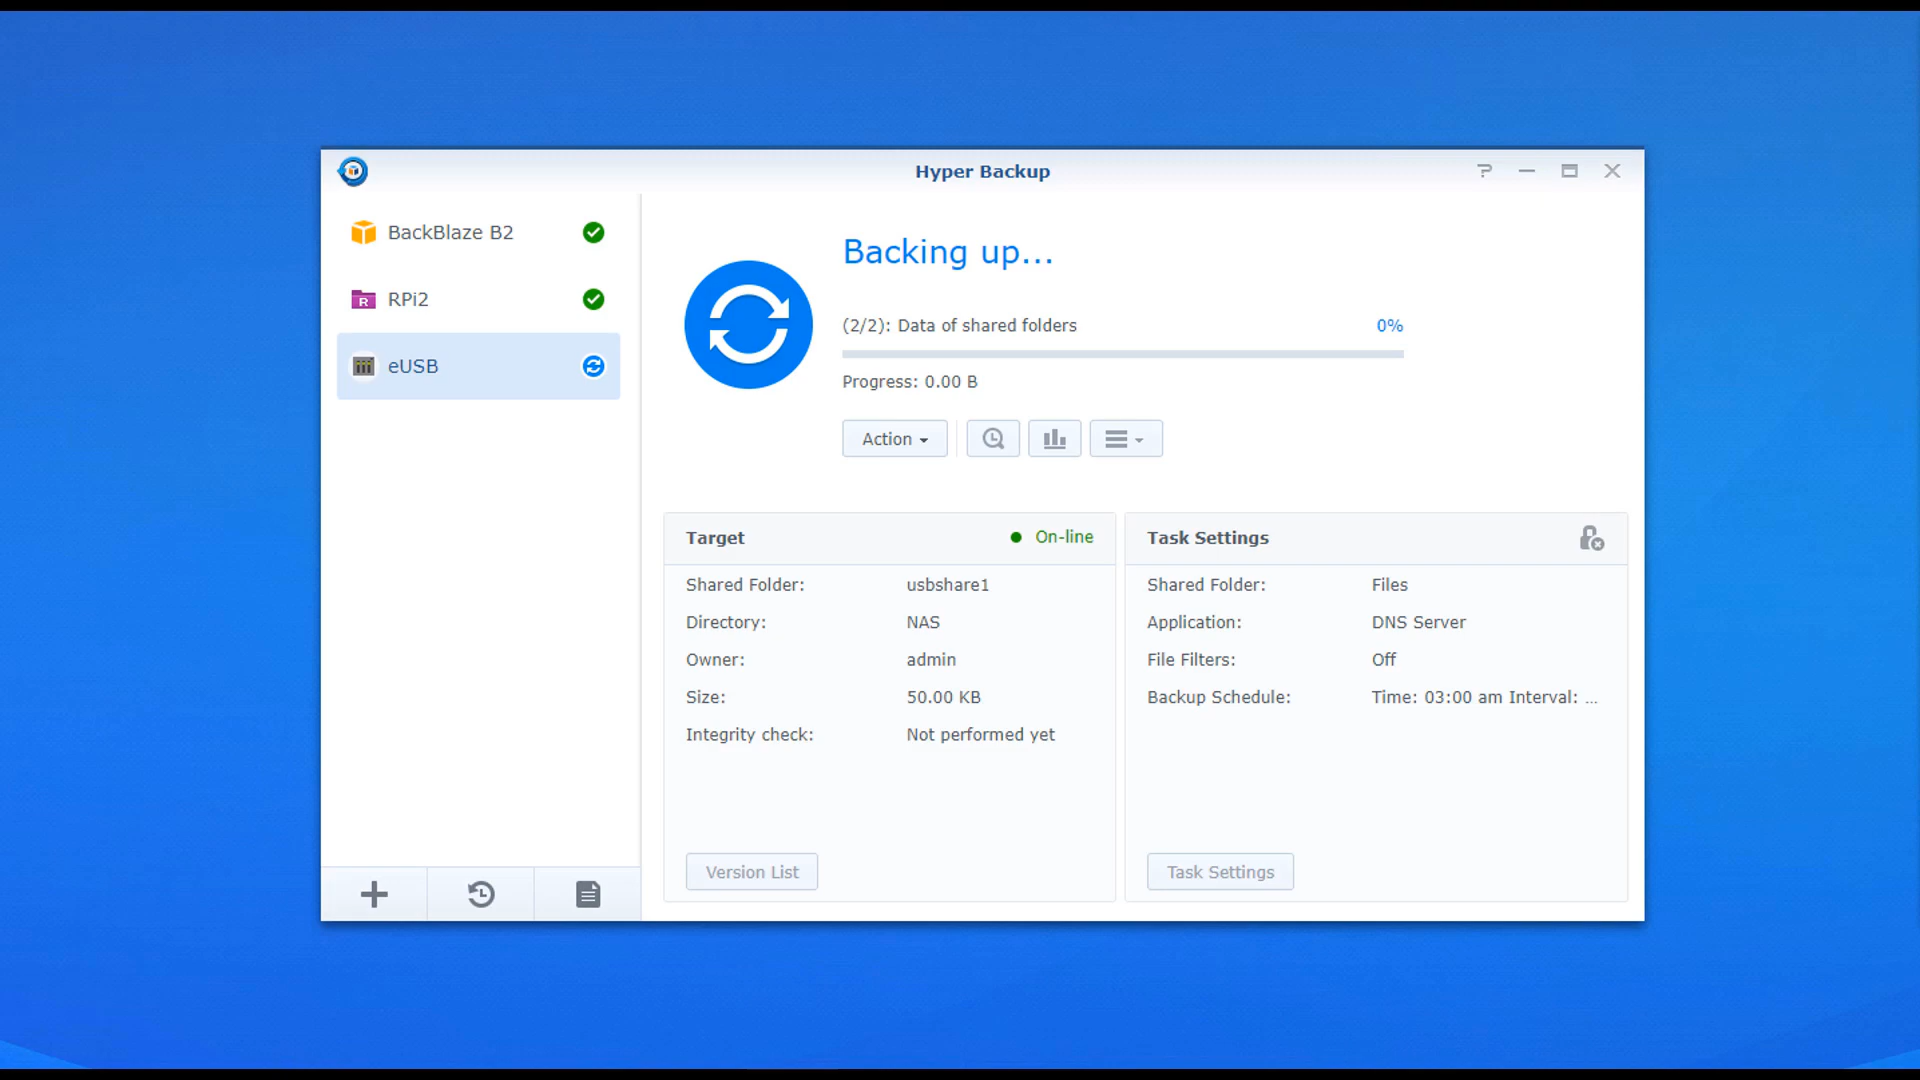 Hyper Backup
BackBlaze B2
RPi2
eUSB
Backing up...
(2/2): Data of shared folders 0%
Progress: 0.00 B
Action
Target On-line
Shared Folder: usbshare1
Directory: NAS
Owner: admin
Size: 50.00 KB
Integrity check: Not performed yet
Version List
Task Settings
Shared Folder: Files
Application: DNS Server
File Filters: Off
Backup Schedule: Time: 03:00 am Interval: ...
Task Settings